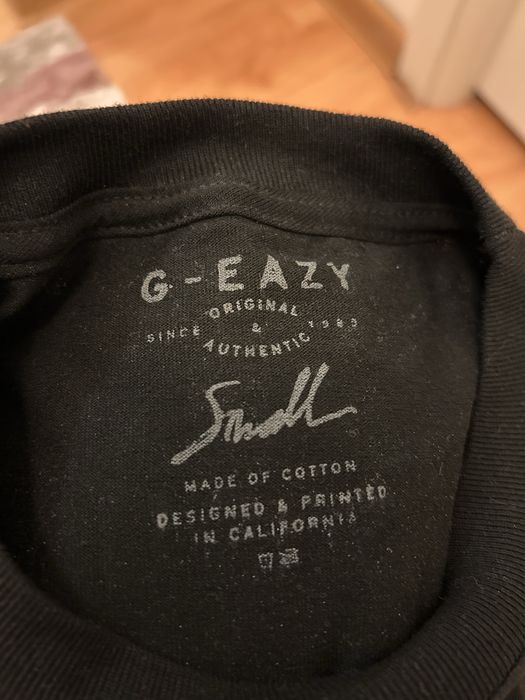 G-EAZY
ORIGINAL
SINCE & 1989
AUTHENTIC
Small
MADE OF COTTON
DESIGNED & PRINTED
IN CALIFORNIA